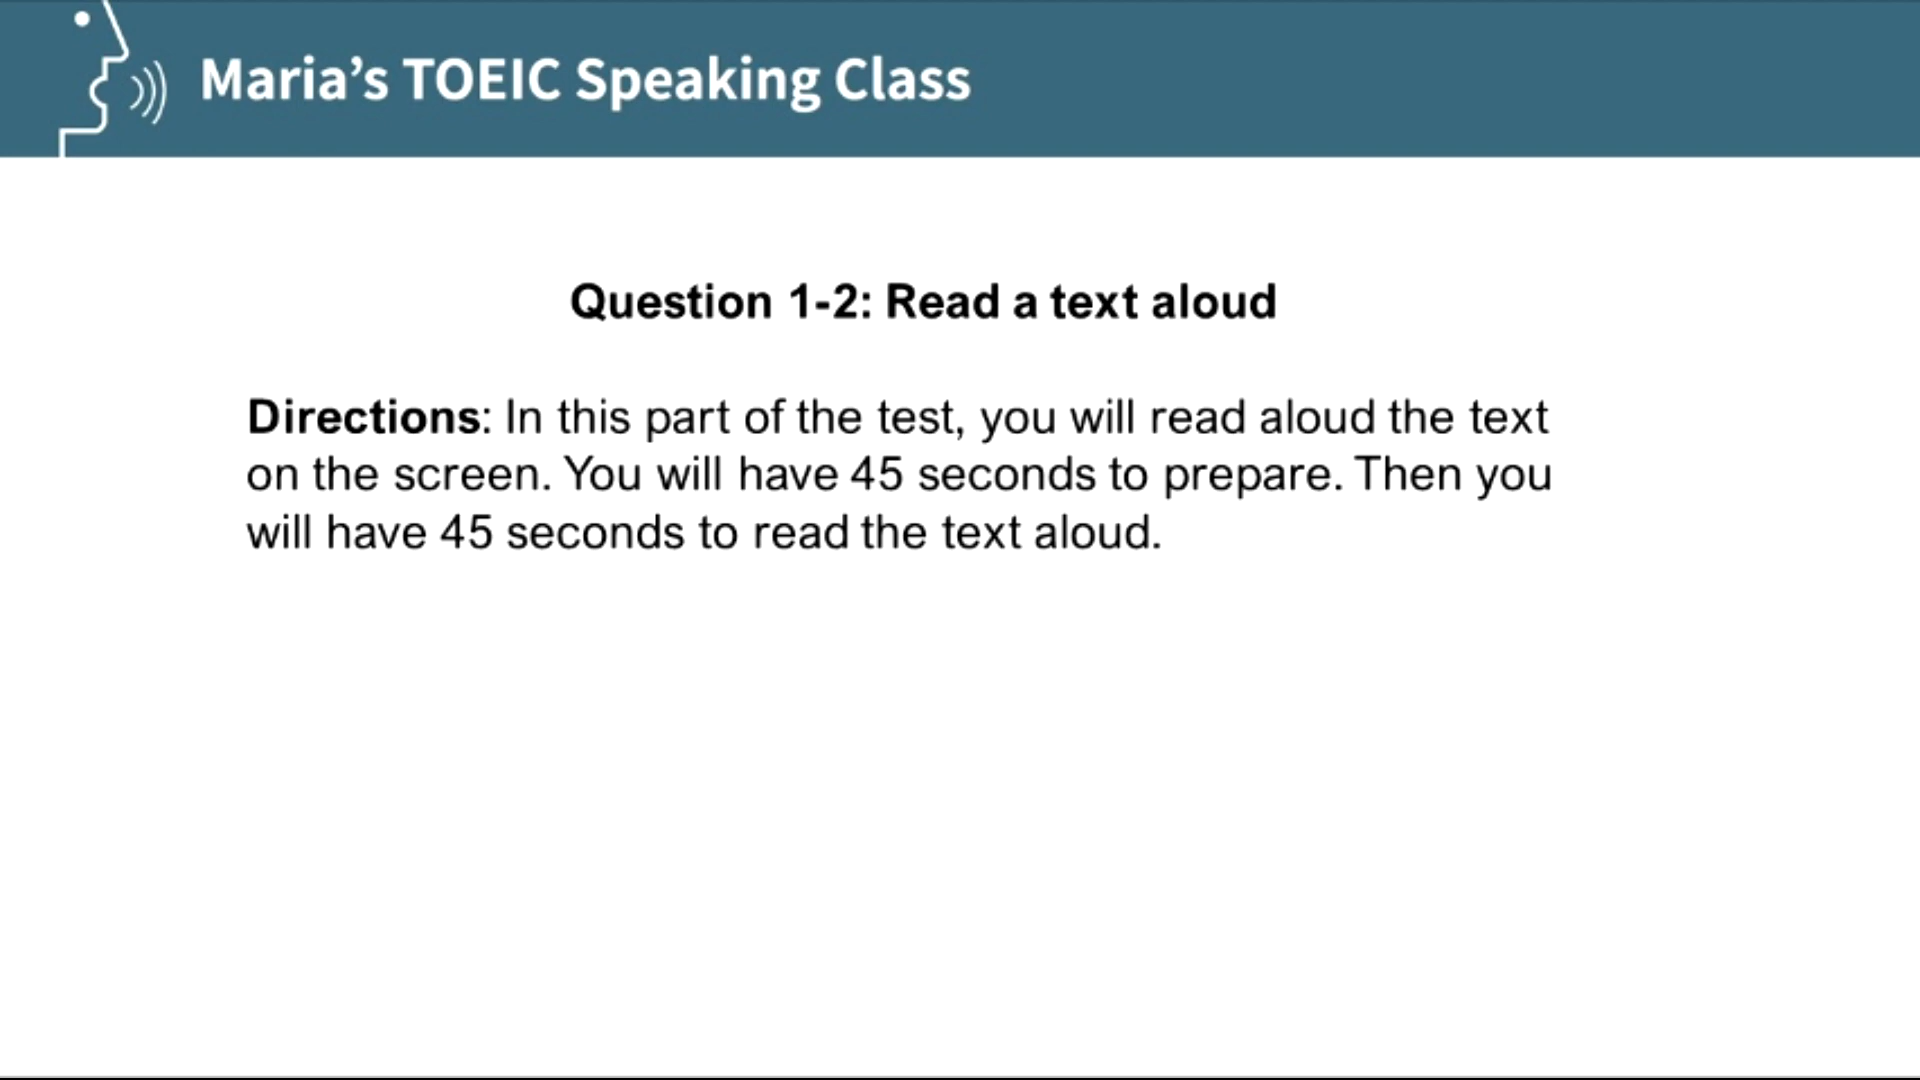 Maria’s TOEIC Speaking Class
Question 1-2: Read a text aloud
Directions: In this part of the test, you will read aloud the text
on the screen. You will have 45 seconds to prepare. Then you
will have 45 seconds to read the text aloud.